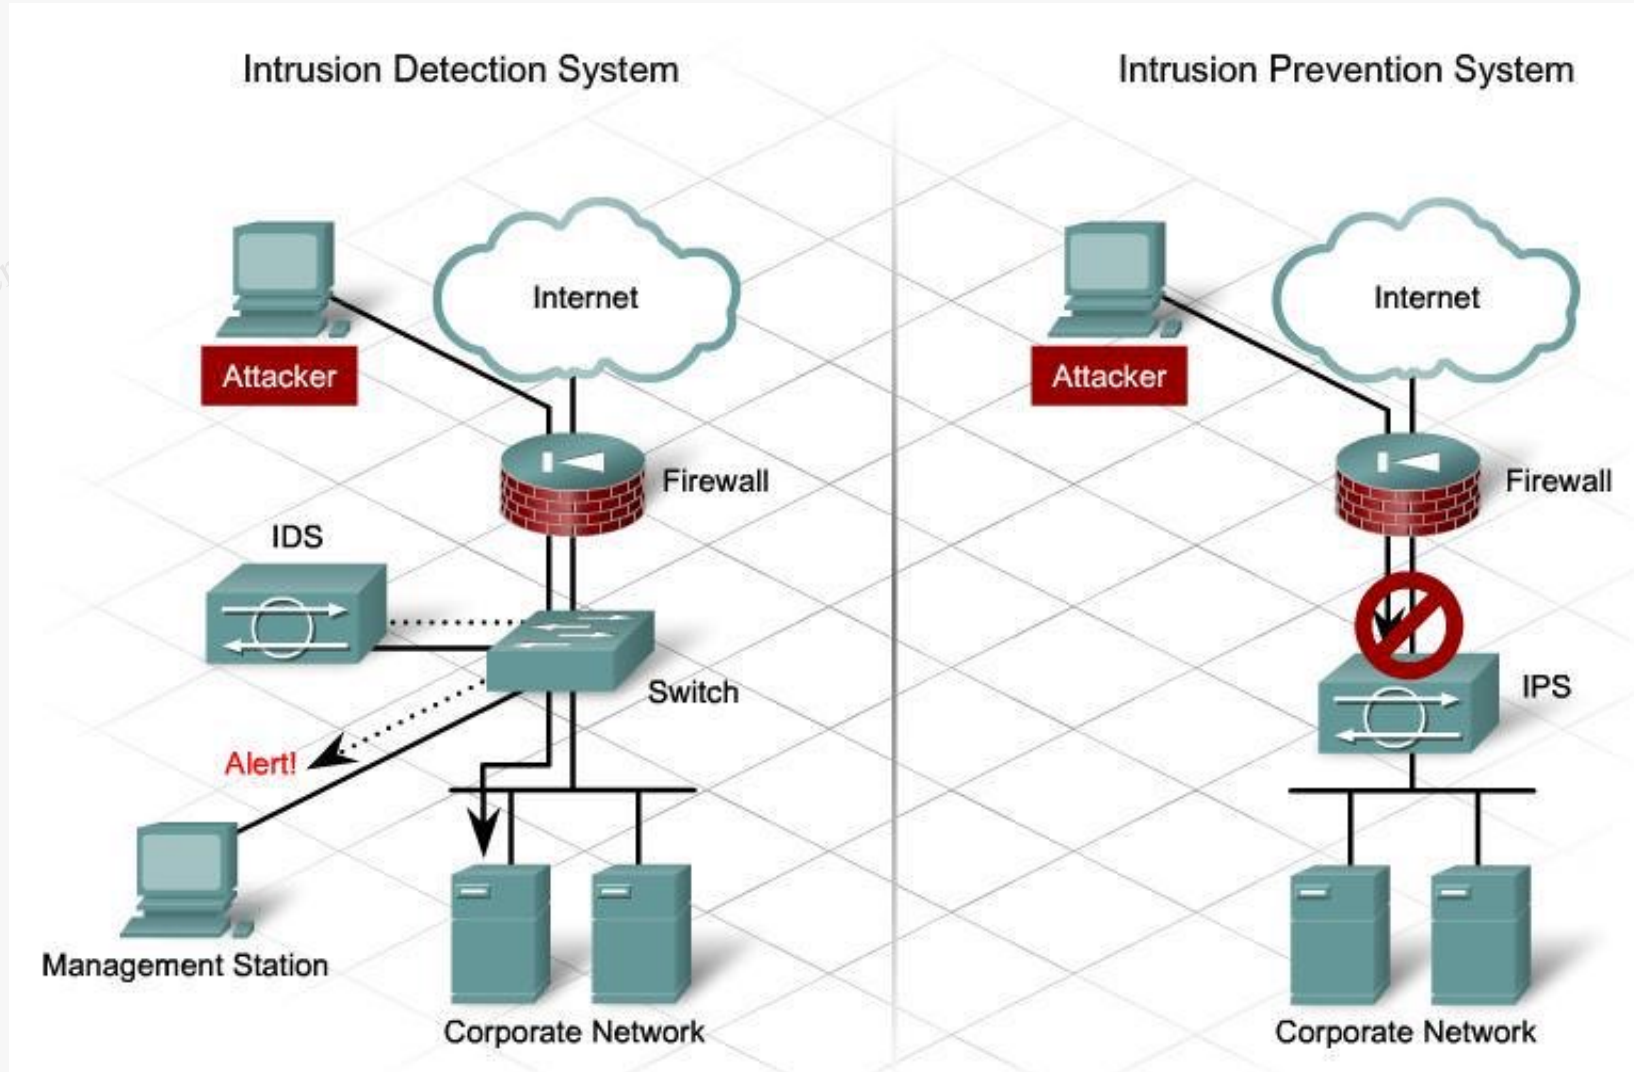 Intrusion Detection System
Attacker
Internet
Firewall
IDS
Switch
Alert!
Management Station
Corporate Network
Intrusion Prevention System
Attacker
Internet
Firewall
IPS
Corporate Network